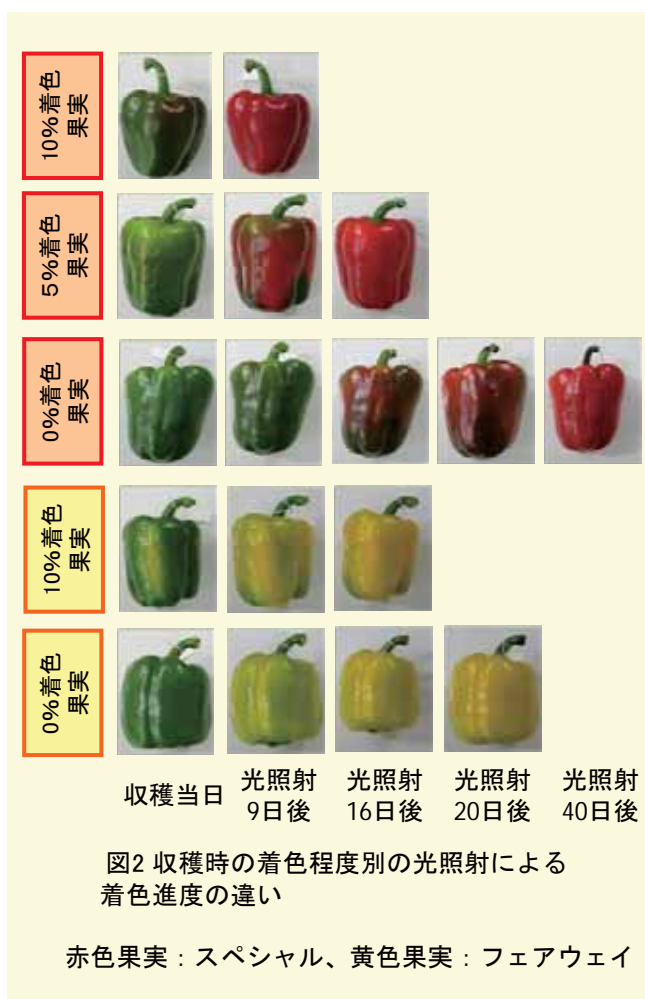 10%着色
果実
5%着色
果実
0%着色
果実
10%着色
果実
0%着色
果実
収穫当日
光照射
9日後
光照射
16日後
光照射
20日後
光照射
40日後
図2 収穫時の着色程度別の光照射による
着色進度の違い
赤色果実：スペシャル、黄色果実：フェアウェイ